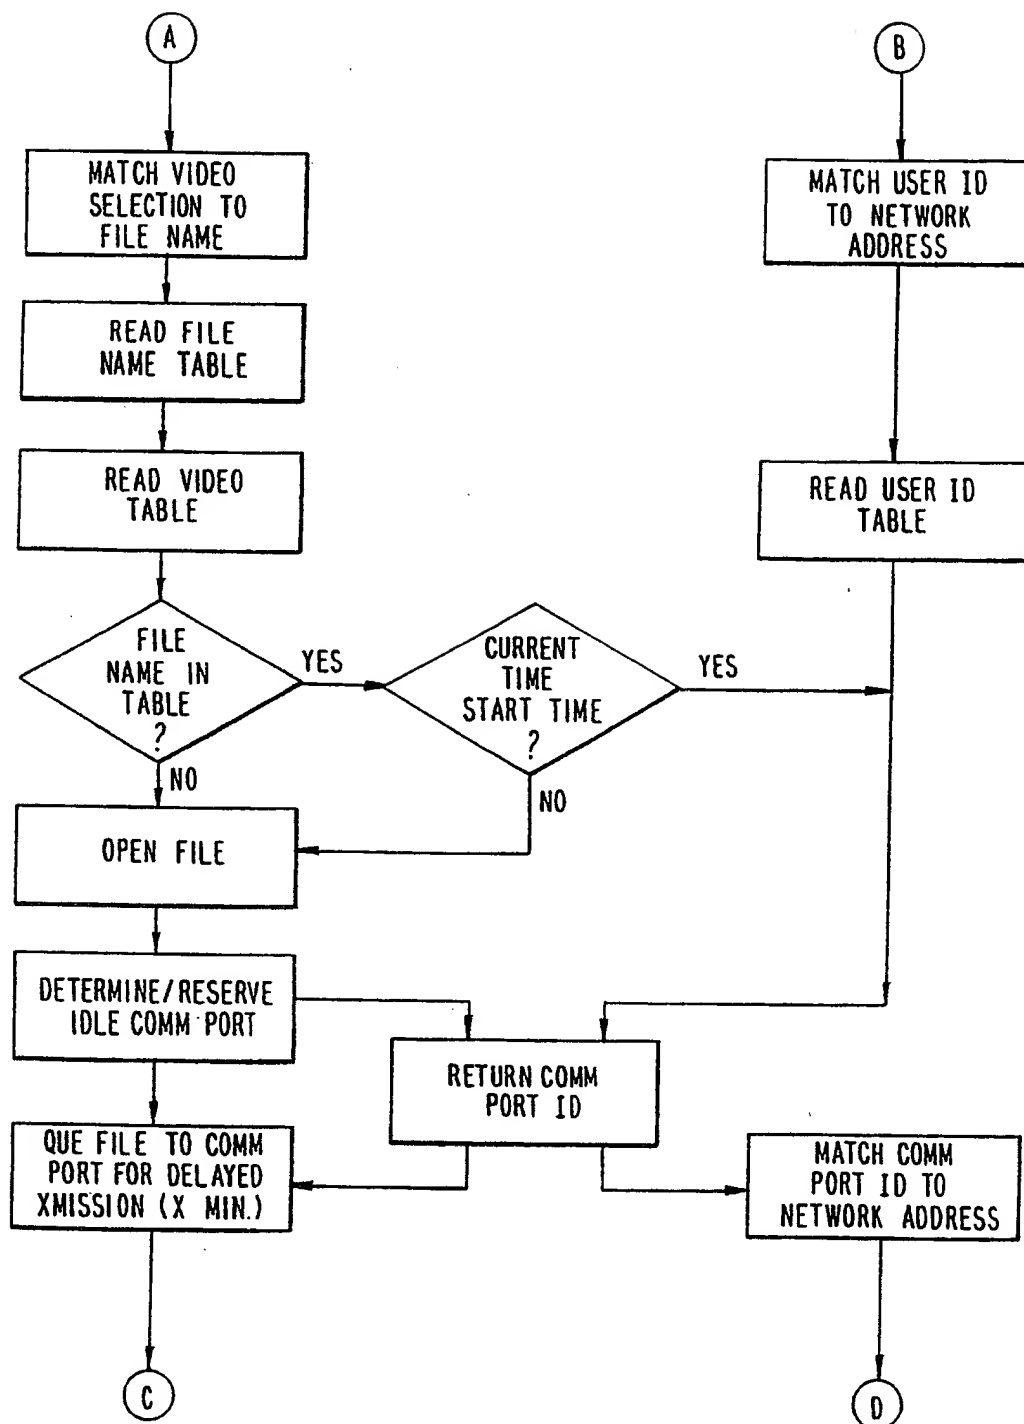 A
B
MATCH VIDEO
SELECTION TO
FILE NAME
MATCH USER ID
TO NETWORK
ADDRESS
READ FILE
NAME TABLE
READ VIDEO
TABLE
READ USER ID
TABLE
FILE
NAME IN
TABLE
?
YES
CURRENT
TIME
START TIME
?
YES
NO
NO
OPEN FILE
DETERMINE/RESERVE
IDLE COMM PORT
RETURN COMM
PORT ID
QUE FILE TO COMM
PORT FOR DELAYED
XMISSION (X MIN.)
MATCH COMM
PORT ID TO
NETWORK ADDRESS
C
D